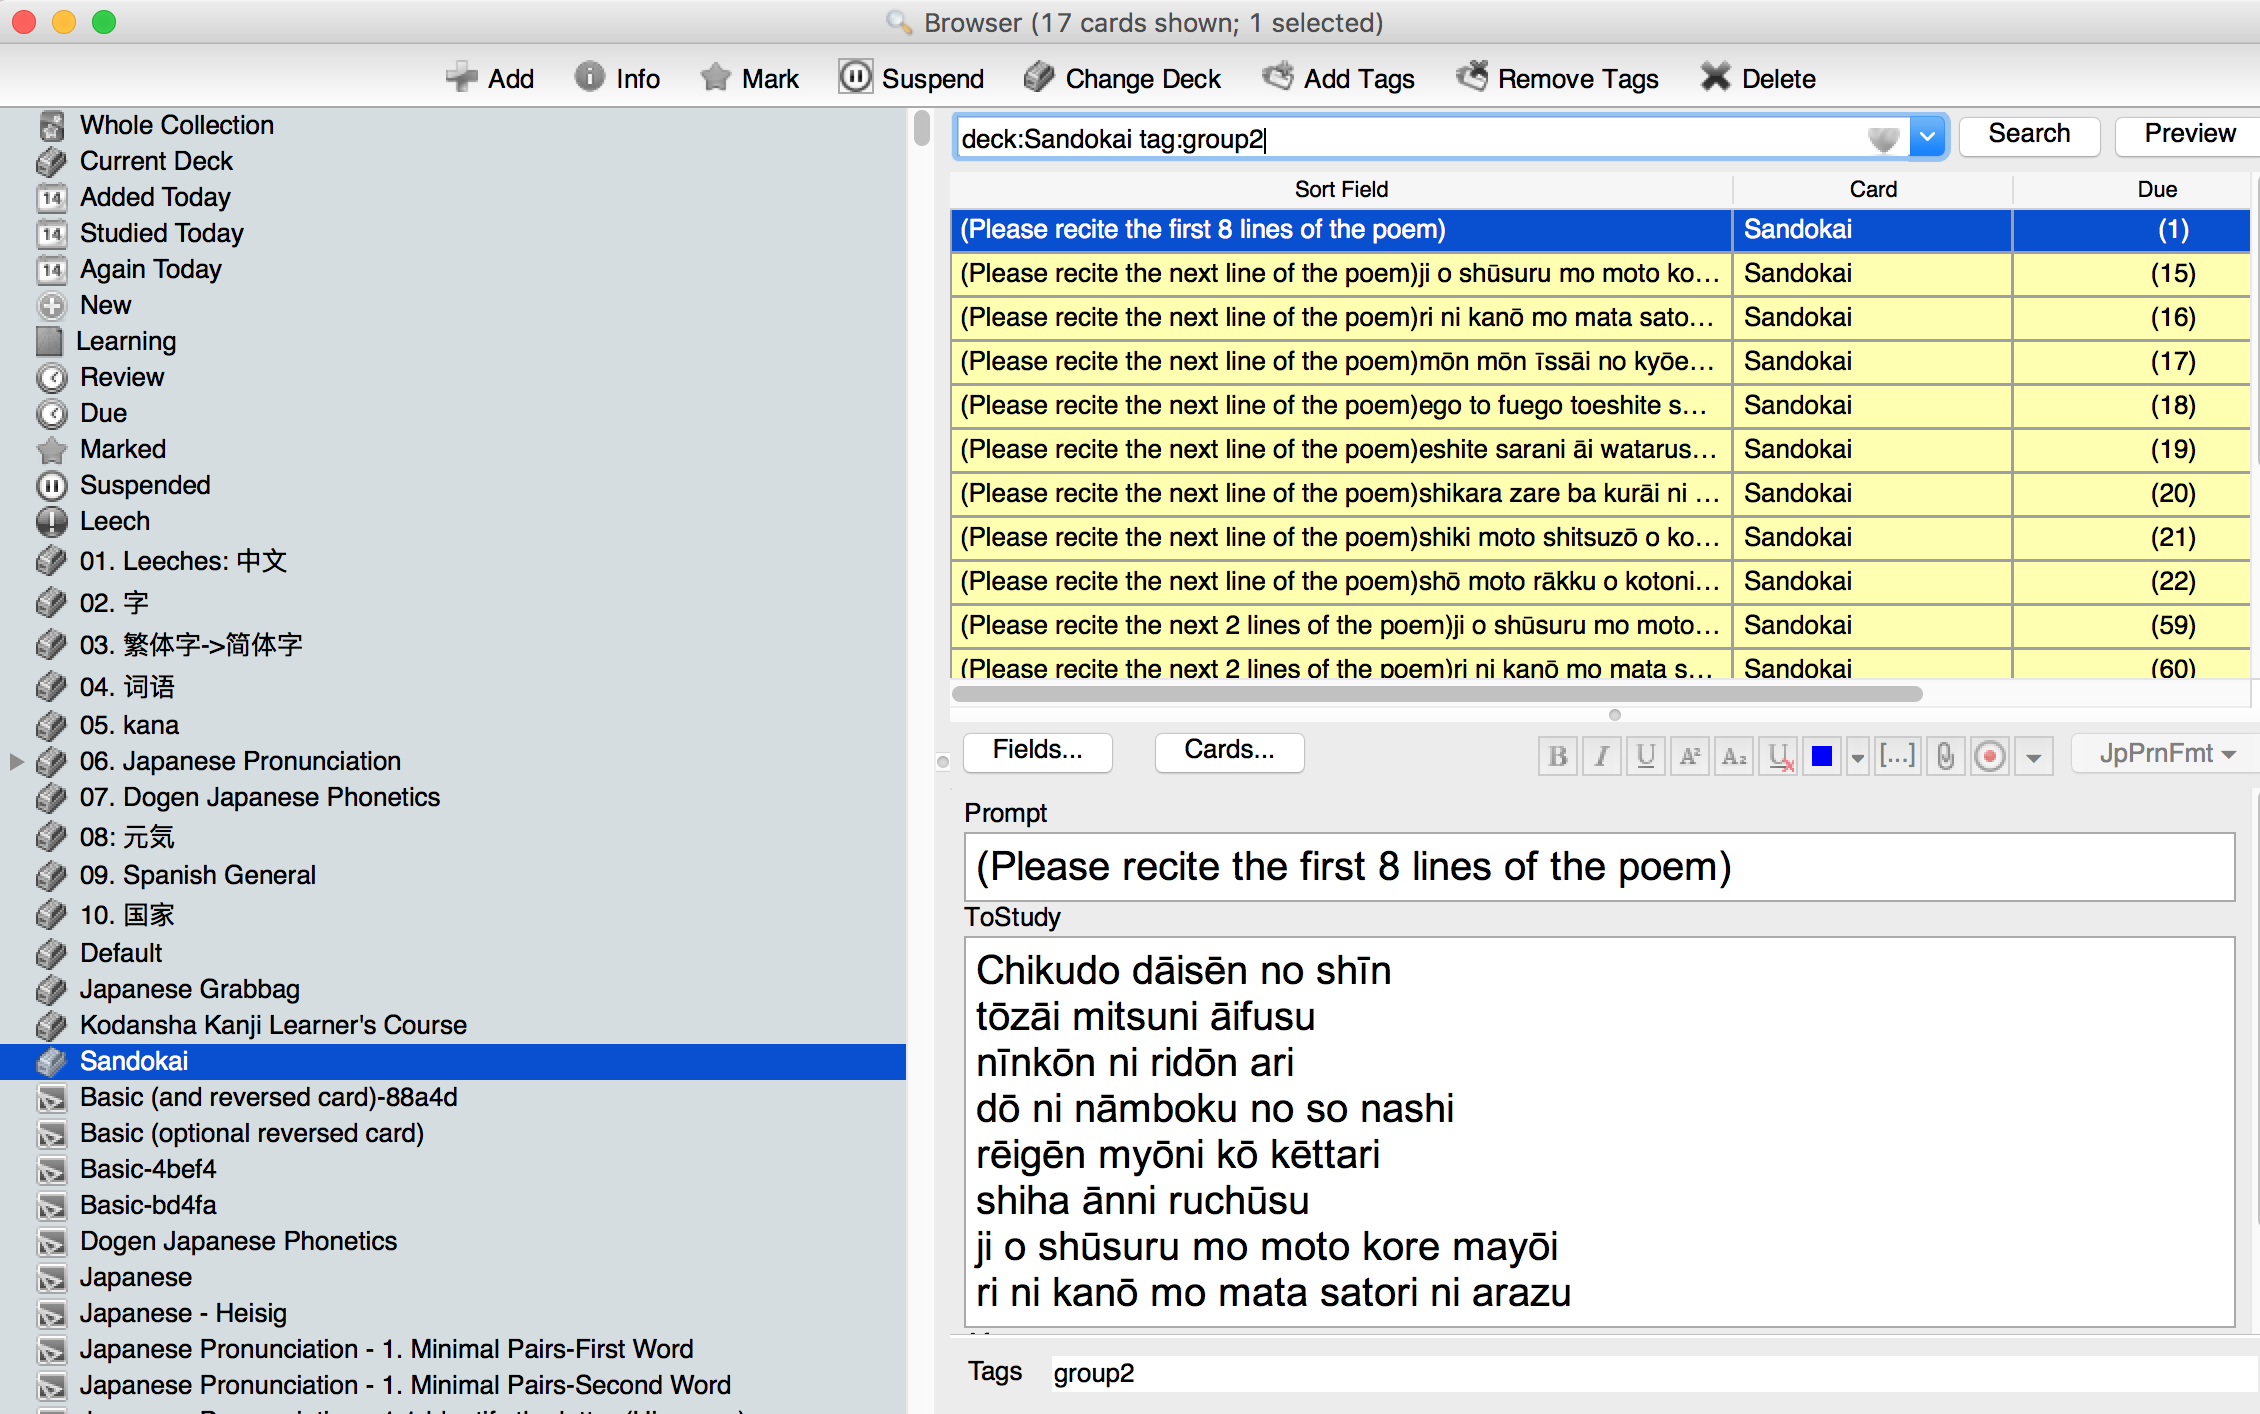 Browser (17 cards shown; 1 selected)
Add
Info
Mark
Suspend
Change Deck
Add Tags
Remove Tags
Delete
Whole Collection
Current Deck
14 Added Today
14 Studied Today
14 Again Today
New
Learning
Review
Due
Marked
Suspended
Leech
01. Leeches: 中文
02. 字
03. 繁体字->简体字
04. 词语
05. kana
06. Japanese Pronunciation
07. Dogen Japanese Phonetics
08: 元気
09. Spanish General
10. 国家
Default
Japanese Grabbag
Kodansha Kanji Learner's Course
Sandokai
Basic (and reversed card)-88a4d
Basic (optional reversed card)
Basic-4bef4
Basic-bd4fa
Dogen Japanese Phonetics
Japanese
Japanese - Heisig
Japanese Pronunciation - 1. Minimal Pairs-First Word
Japanese Pronunciation - 1. Minimal Pairs-Second Word
deck:Sandokai tag:group2
Search
Preview
Sort Field Card Due
(Please recite the first 8 lines of the poem) Sandokai (1)
(Please recite the next line of the poem)ji o shūsuru mo moto ko... Sandokai (15)
(Please recite the next line of the poem)ri ni kanō mo mata sato... Sandokai (16)
(Please recite the next line of the poem)mōn mōn īssāi no kyōe... Sandokai (17)
(Please recite the next line of the poem)ego to fuego toeshite s... Sandokai (18)
(Please recite the next line of the poem)eshite sarani āi watarus... Sandokai (19)
(Please recite the next line of the poem)shikara zare ba kurāi ni ... Sandokai (20)
(Please recite the next line of the poem)shiki moto shitsuzō o ko... Sandokai (21)
(Please recite the next line of the poem)shō moto rākku o kotoni... Sandokai (22)
(Please recite the next 2 lines of the poem)ji o shūsuru mo moto... Sandokai (59)
(Please recite the next 2 lines of the poem)ri ni kanō mo mata s... Sandokai (60)
Fields...
Cards...
B I U A² A₂ U [...]
JpPrnFmt
Prompt
(Please recite the first 8 lines of the poem)
ToStudy
Chikudo dāisēn no shīn
tōzāi mitsuni āifusu
nīnkōn ni ridōn ari
dō ni nāmboku no so nashi
rēigēn myōni kō kēttari
shiha ānni ruchūsu
ji o shūsuru mo moto kore mayōi
ri ni kanō mo mata satori ni arazu
Tags group2